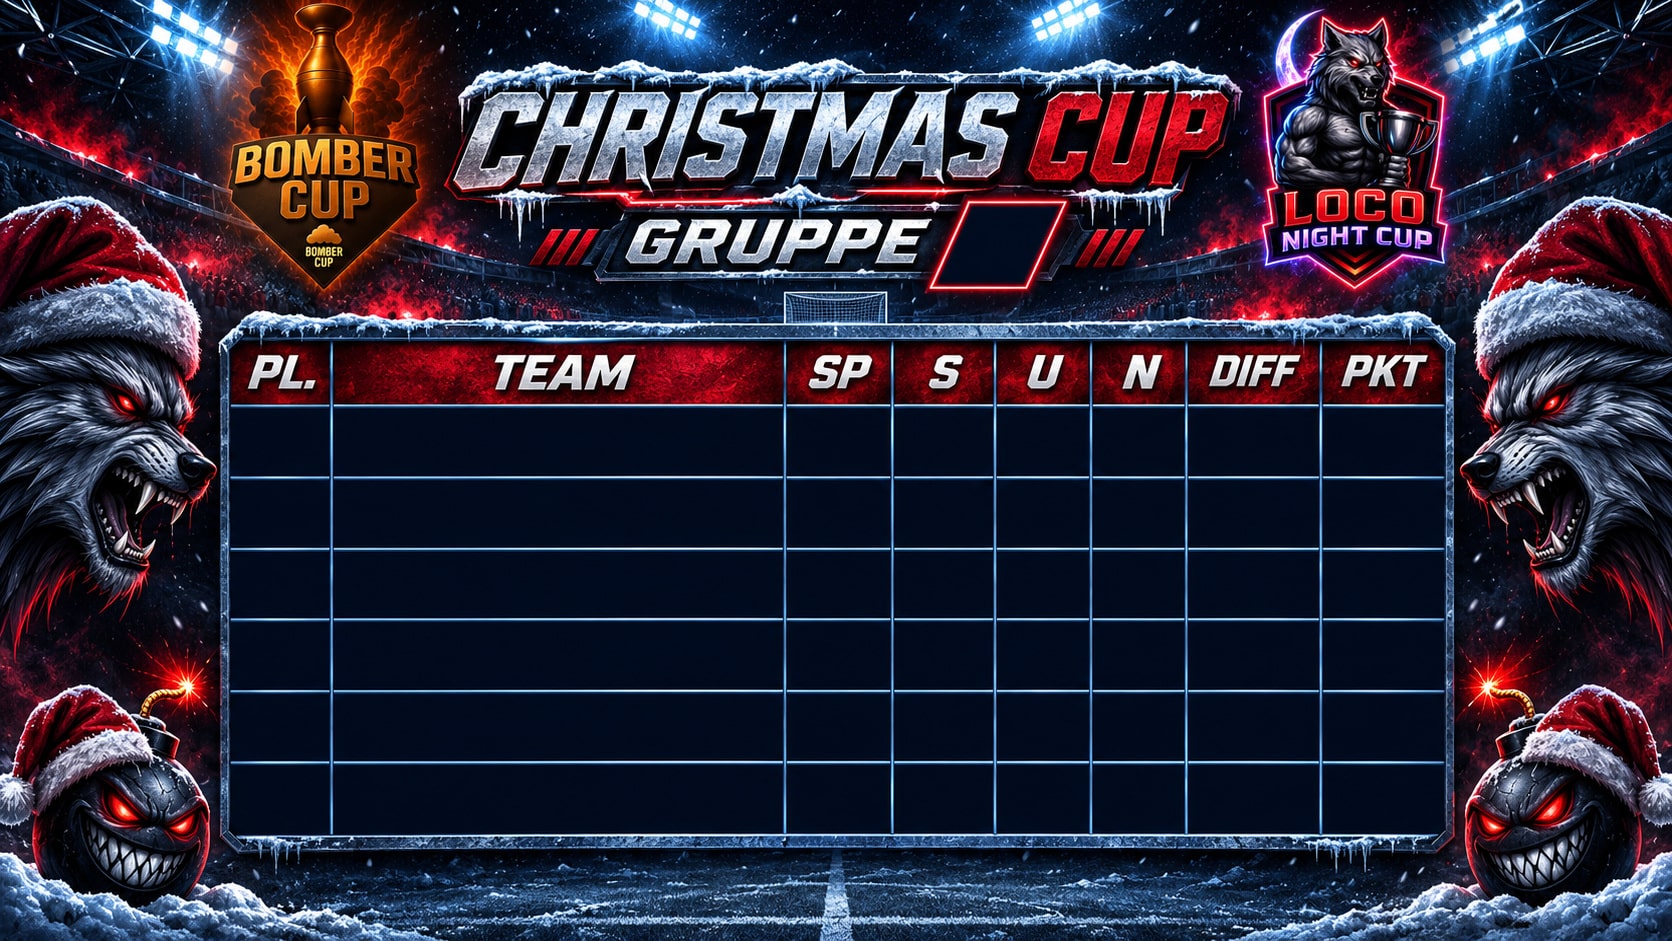 BOMBER
CUP
BOMBER
CUP
CHRISTMAS CUP
GRUPPE
LOCO
NIGHT CUP
PL. TEAM SP S U N DIFF PKT